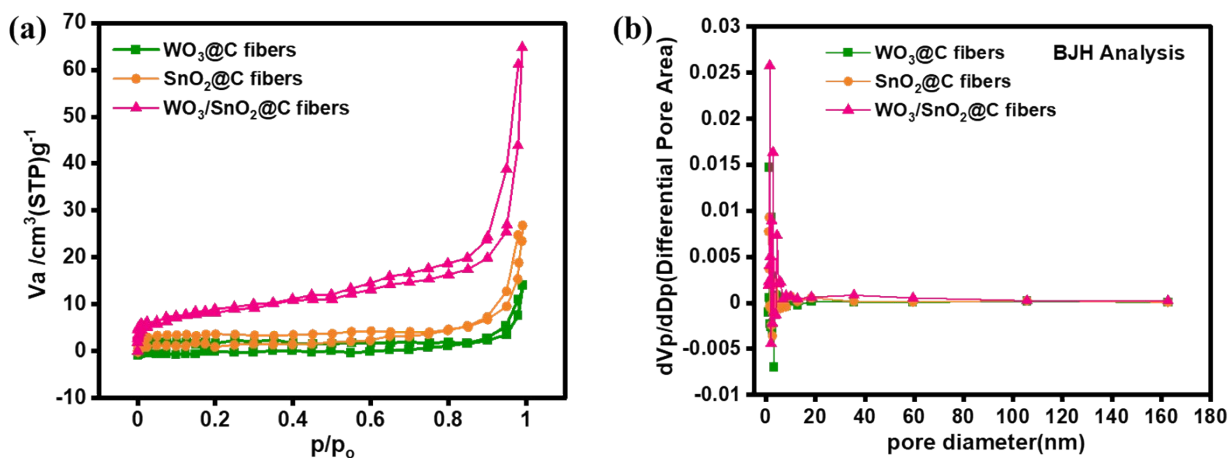 (a)
70
60
50
40
30
20
10
0
-10
Va /cm³(STP)g⁻¹
WO₃@C fibers
SnO₂@C fibers
WO₃/SnO₂@C fibers
0 0.2 0.4 0.6 0.8 1
p/pₒ
(b)
0.03
0.025
0.02
0.015
0.01
0.005
0
-0.005
-0.01
dVp/dDp(Differential Pore Area)
WO₃@C fibers
SnO₂@C fibers
WO₃/SnO₂@C fibers
BJH Analysis
0 20 40 60 80 100 120 140 160 180
pore diameter(nm)